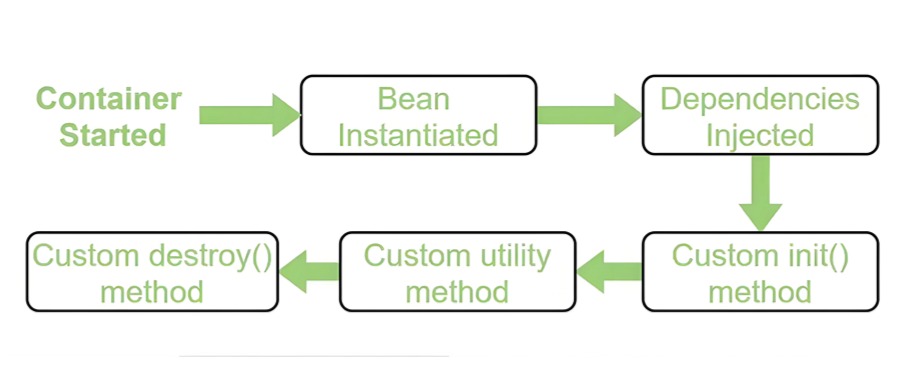 Container
Started
Bean
Instantiated
Dependencies
Injected
Custom init()
method
Custom utility
method
Custom destroy()
method